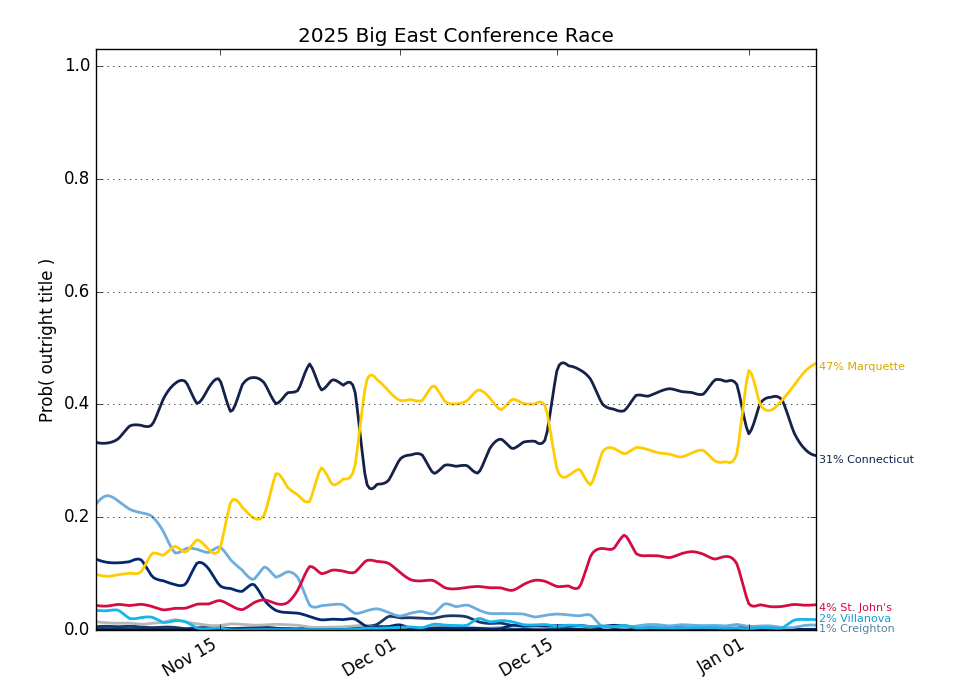 2025 Big East Conference Race
1.0
0.8
0.6
0.4
0.2
0.0
Prob( outright title )
47% Marquette
31% Connecticut
4% St. John's
2% Villanova
1% Creighton
Nov 15
Dec 01
Dec 15
Jan 01